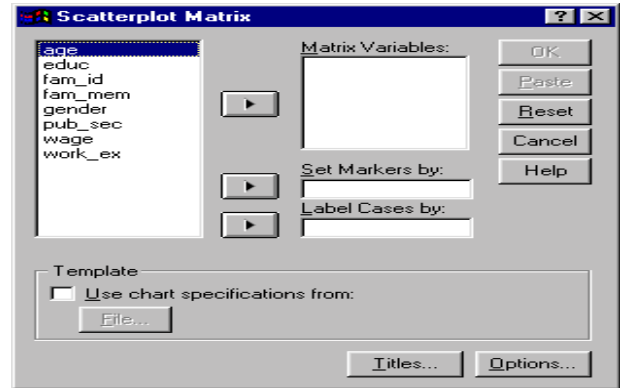 Scatterplot Matrix
age
educ
fam_id
fam_mem
gender
pub_sec
wage
work_ex
Matrix Variables:
Set Markers by:
Label Cases by:
OK
Paste
Reset
Cancel
Help
Template
Use chart specifications from:
File...
Titles...
Options...